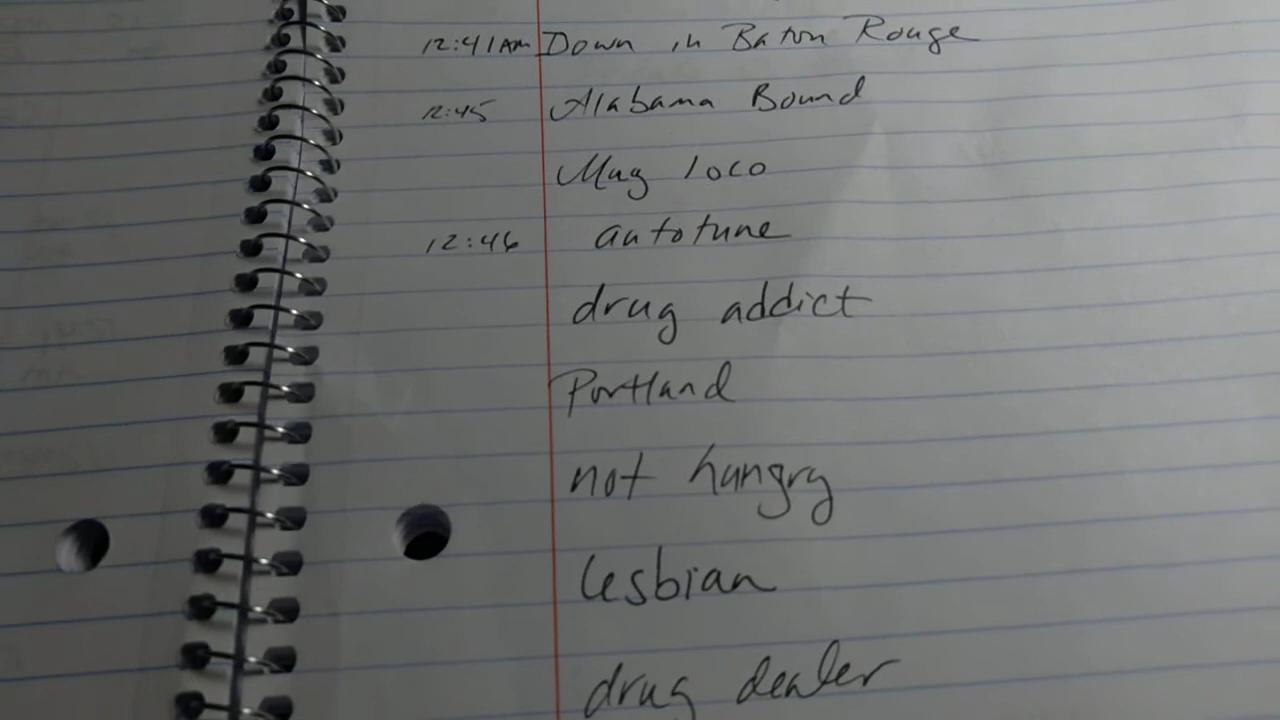 12:41AM Down in Baton Rouge
12:45 Alabama Bound
Muy loco
12:46 autotune
drug addict
Portland
not hungry
lesbian
drug dealer